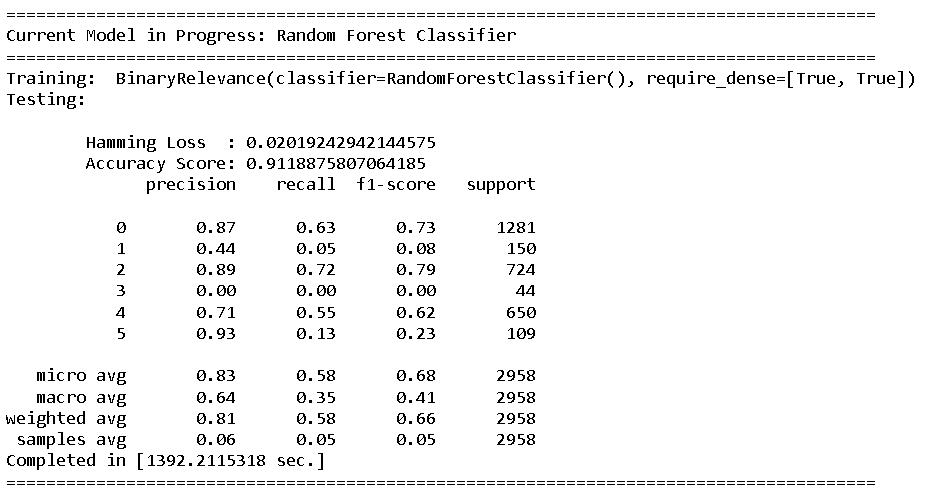 =======================================================================================
Current Model in Progress: Random Forest Classifier
=======================================================================================
Training:  BinaryRelevance(classifier=RandomForestClassifier(), require_dense=[True, True])
Testing:
Hamming Loss  : 0.02019242942144575
Accuracy Score: 0.9118875807064185
precision    recall  f1-score   support
0       0.87      0.63      0.73      1281
1       0.44      0.05      0.08       150
2       0.89      0.72      0.79       724
3       0.00      0.00      0.00        44
4       0.71      0.55      0.62       650
5       0.93      0.13      0.23       109
micro avg       0.83      0.58      0.68      2958
macro avg       0.64      0.35      0.41      2958
weighted avg       0.81      0.58      0.66      2958
samples avg       0.06      0.05      0.05      2958
Completed in [1392.2115318 sec.]
=======================================================================================